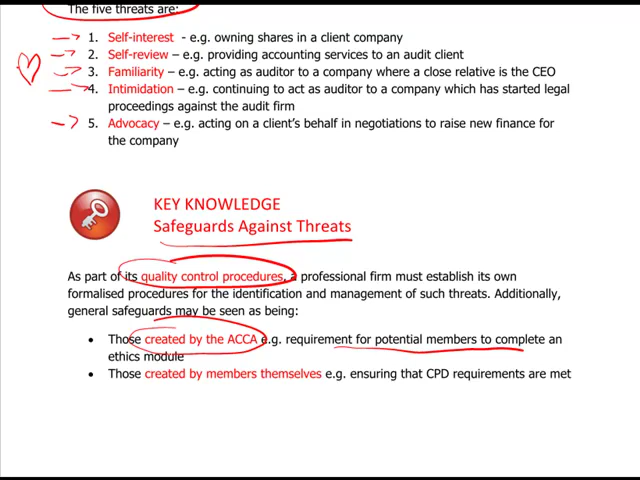 The five threats are:
1. Self-interest - e.g. owning shares in a client company
2. Self-review – e.g. providing accounting services to an audit client
3. Familiarity – e.g. acting as auditor to a company where a close relative is the CEO
4. Intimidation – e.g. continuing to act as auditor to a company which has started legal
proceedings against the audit firm
5. Advocacy – e.g. acting on a client's behalf in negotiations to raise new finance for
the company
KEY KNOWLEDGE
Safeguards Against Threats
As part of its quality control procedures, a professional firm must establish its own
formalised procedures for the identification and management of such threats. Additionally,
general safeguards may be seen as being:
• Those created by the ACCA e.g. requirement for potential members to complete an
ethics module
• Those created by members themselves e.g. ensuring that CPD requirements are met